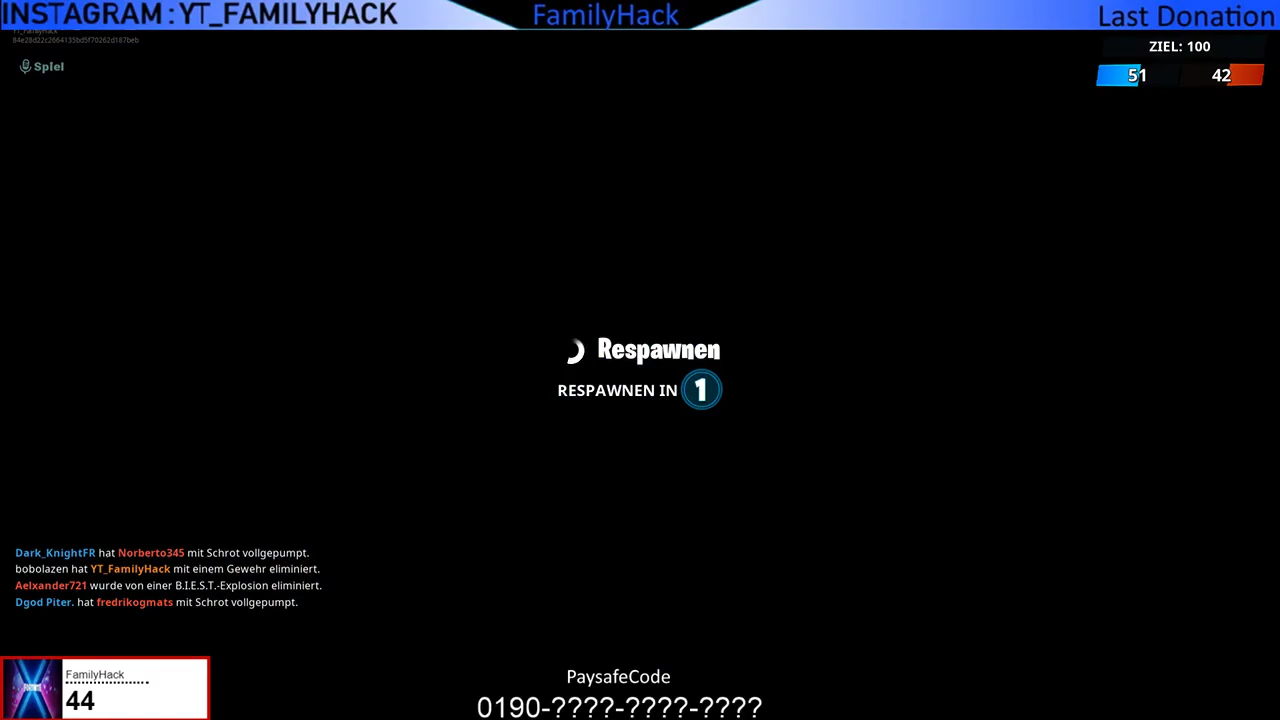 INSTAGRAM : YT_FAMILYHACK
FamilyHack
Last Donation
YT_FamilyHack
84e28d22c2664135bd5f70262d187beb
Spiel
ZIEL: 100
51
42
Respawnen
RESPAWNEN IN 1
Dark_KnightFR hat Norberto345 mit Schrot vollgepumpt.
bobolazen hat YT_FamilyHack mit einem Gewehr eliminiert.
Aelxander721 wurde von einer B.I.E.S.T.-Explosion eliminiert.
Dgod Piter. hat fredrikogmats mit Schrot vollgepumpt.
FamilyHack
44
PaysafeCode
0190-????-????-????